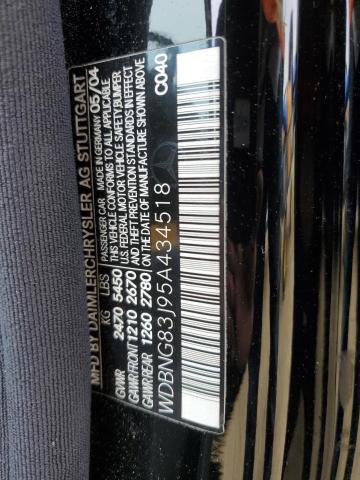 MFD BY DAIMLERCHRYSLER AG STUTTGART
PASSENGER CAR MADE IN GERMANY 05/04
KG LBS THIS VEHICLE CONFORMS TO ALL APPLICABLE
GVWR 2470 5450 U.S. FEDERAL MOTOR VEHICLE SAFETY BUMPER
GAWR FRONT 1210 2670 AND THEFT PREVENTION STANDARDS IN EFFECT
GAWR REAR 1260 2780 ON THE DATE OF MANUFACTURE SHOWN ABOVE
WDBNG83J95A434518 C040